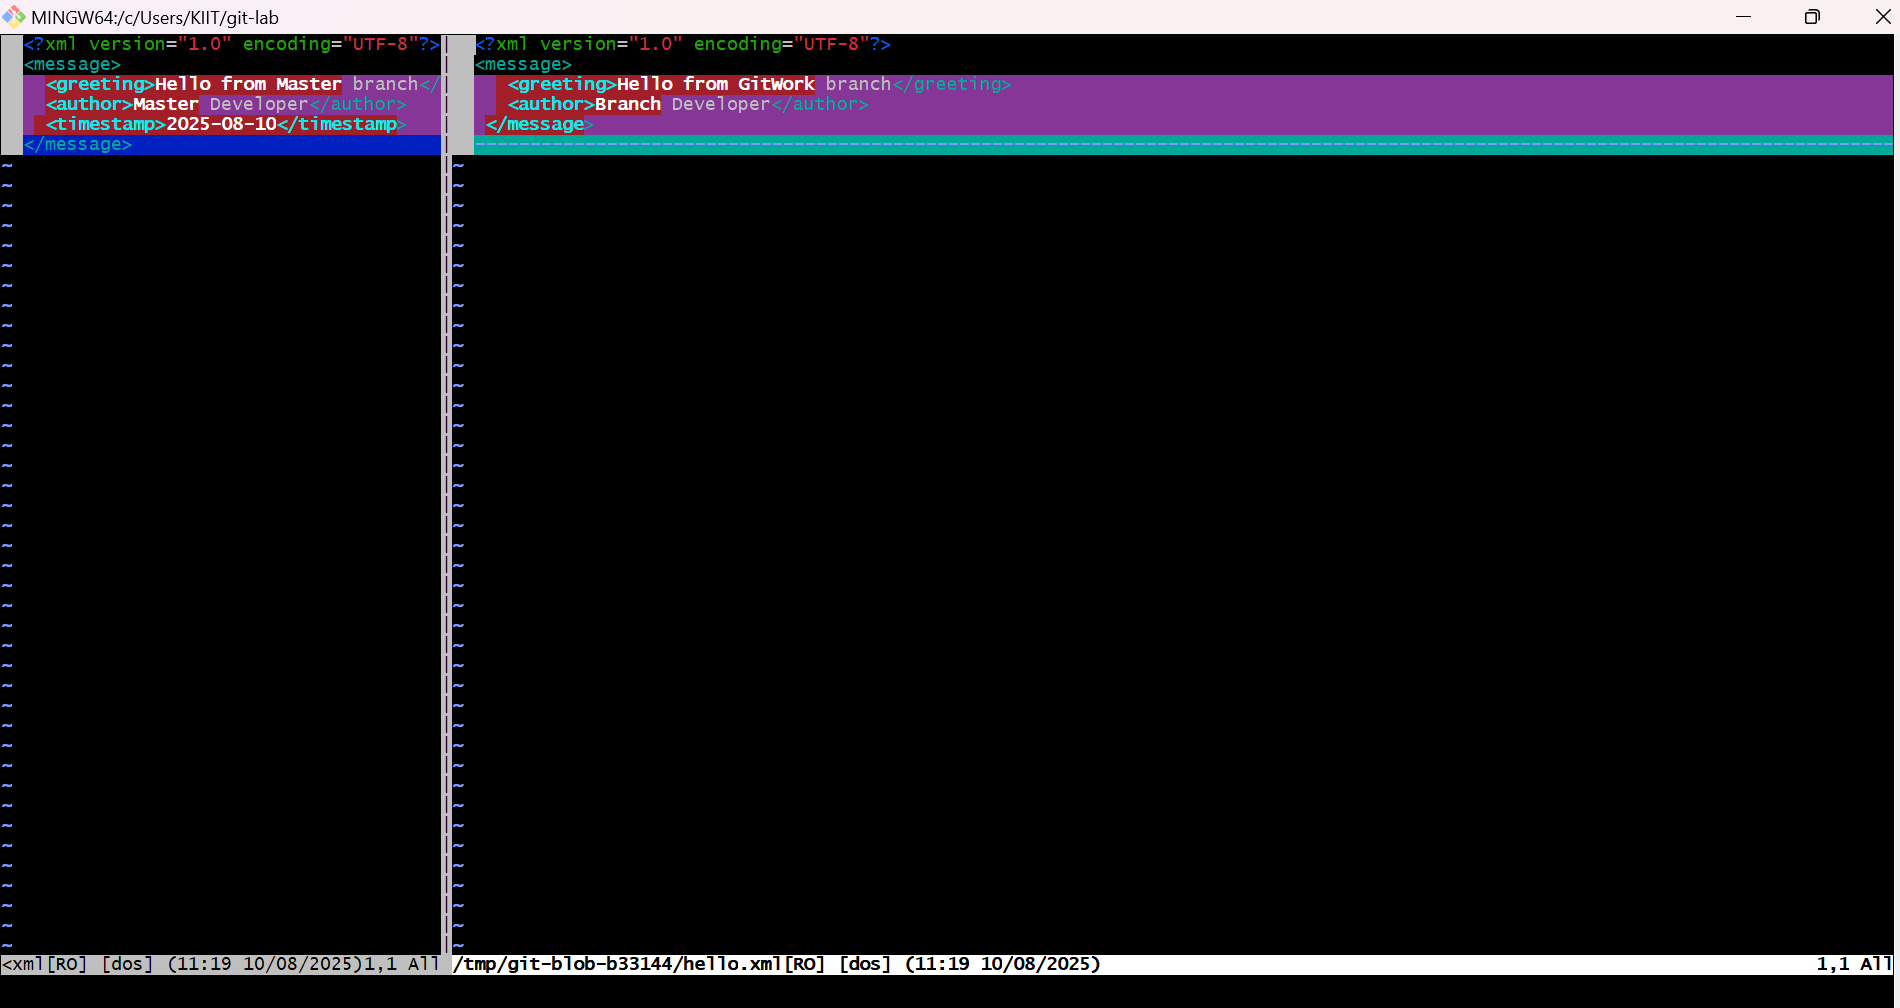 MINGW64:/c/Users/KIIT/git-lab
<?xml version="1.0" encoding="UTF-8"?>
<message>
<greeting>Hello from Master branch</
<author>Master Developer</author>
<timestamp>2025-08-10</timestamp>
</message>
<?xml version="1.0" encoding="UTF-8"?>
<message>
<greeting>Hello from GitWork branch</greeting>
<author>Branch Developer</author>
</message>
<xml[RO] [dos] (11:19 10/08/2025)1,1 All
/tmp/git-blob-b33144/hello.xml[RO] [dos] (11:19 10/08/2025) 1,1 All